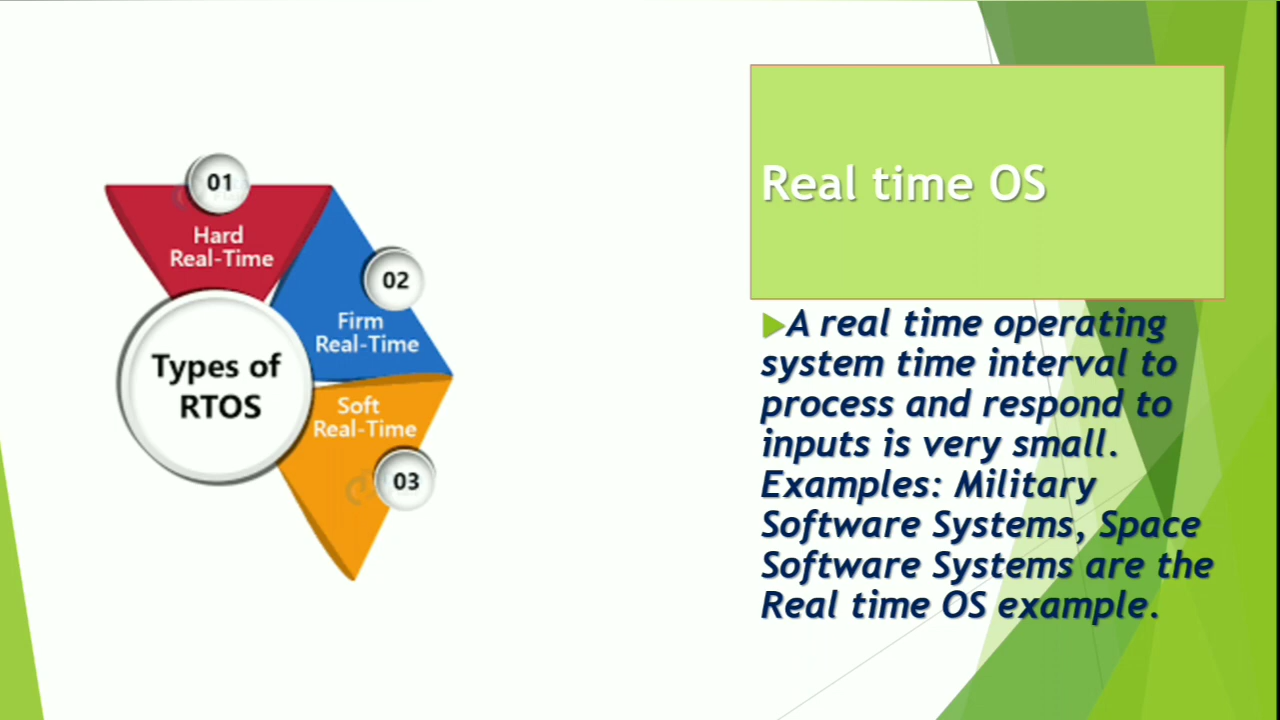 01
Hard
Real-Time
02
Firm
Real-Time
Types of
RTOS
Soft
Real-Time
03
Real time OS
A real time operating
system time interval to
process and respond to
inputs is very small.
Examples: Military
Software Systems, Space
Software Systems are the
Real time OS example.